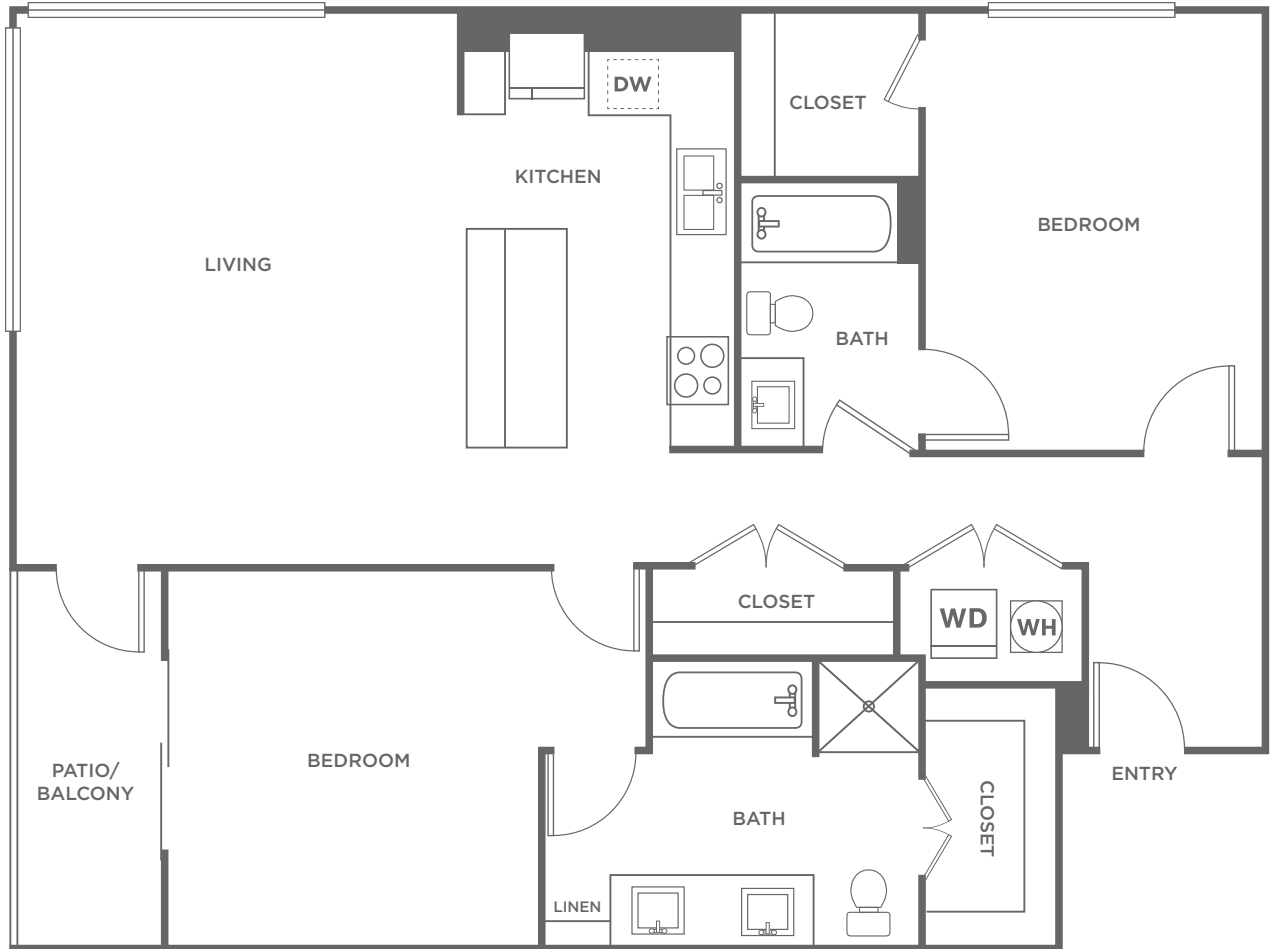 DW
CLOSET
KITCHEN
BEDROOM
LIVING
BATH
CLOSET
WD
WH
BEDROOM
PATIO/
BALCONY
ENTRY
CLOSET
BATH
LINEN